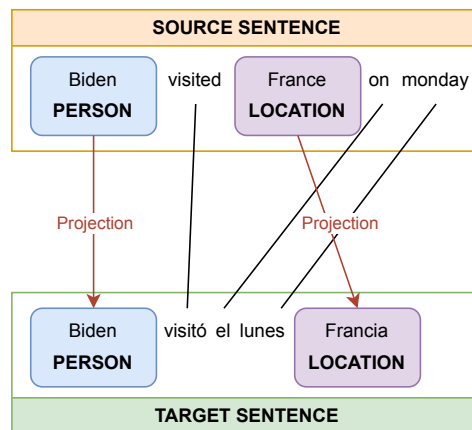 SOURCE SENTENCE
Biden visited France on monday
PERSON LOCATION
Projection Projection
Biden visitó el lunes Francia
PERSON LOCATION
TARGET SENTENCE